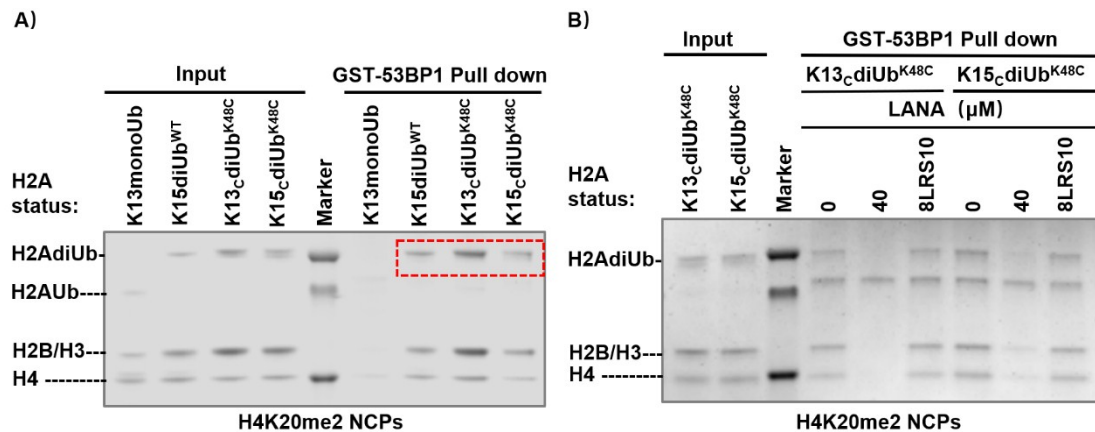 A)
Input
GST-53BP1 Pull down
H2A
status:
K13monoUb
K15diUbWT
K13CdiUbK48C
K15CdiUbK48C
Marker
K13monoUb
K15diUbWT
K13CdiUbK48C
K15CdiUbK48C
H2AdiUb-
H2AUb----
H2B/H3---
H4 --------
H4K20me2 NCPs
B)
Input
GST-53BP1 Pull down
K13CdiUbK48C
K15CdiUbK48C
LANA (μM)
H2A
status:
K13CdiUbK48C
K15CdiUbK48C
Marker
0
40
8LRS10
0
40
8LRS10
H2AdiUb-
H2B/H3---
H4 -----
H4K20me2 NCPs